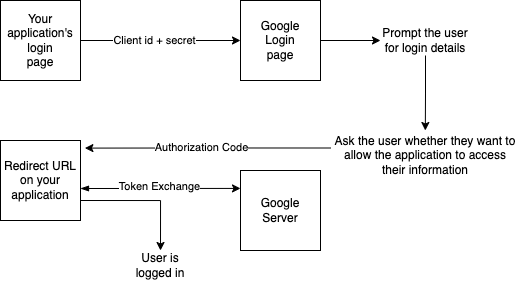 Your
application's
login
page
Client id + secret
Google
Login
page
Prompt the user
for login details
Ask the user whether they want to
allow the application to access
their information
Authorization Code
Redirect URL
on your
application
Token Exchange
Google
Server
User is
logged in